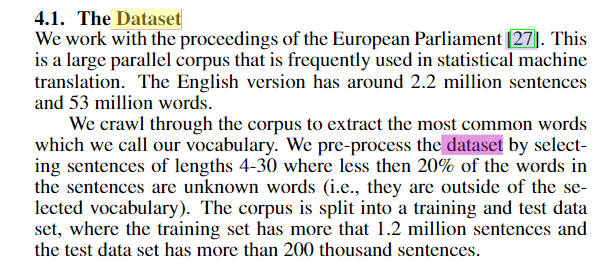 4.1. The Dataset
We work with the proceedings of the European Parliament [27]. This
is a large parallel corpus that is frequently used in statistical machine
translation. The English version has around 2.2 million sentences
and 53 million words.
We crawl through the corpus to extract the most common words
which we call our vocabulary. We pre-process the dataset by select-
ing sentences of lengths 4-30 where less then 20% of the words in
the sentences are unknown words (i.e., they are outside of the se-
lected vocabulary). The corpus is split into a training and test data
set, where the training set has more that 1.2 million sentences and
the test data set has more than 200 thousand sentences.